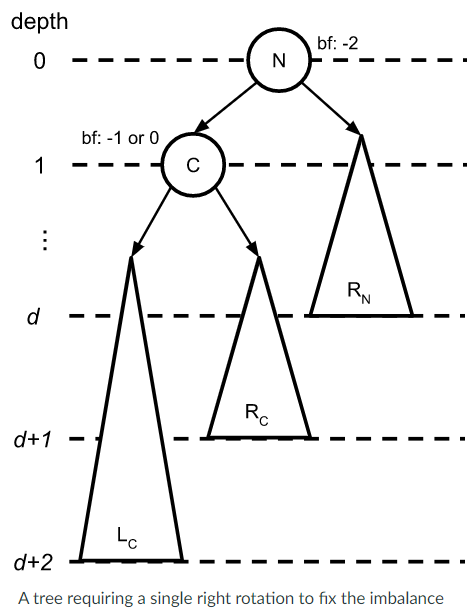 depth
0
N
bf: -2
bf: -1 or 0
1
C
⋮
R_N
d
R_C
d+1
L_C
d+2
A tree requiring a single right rotation to fix the imbalance